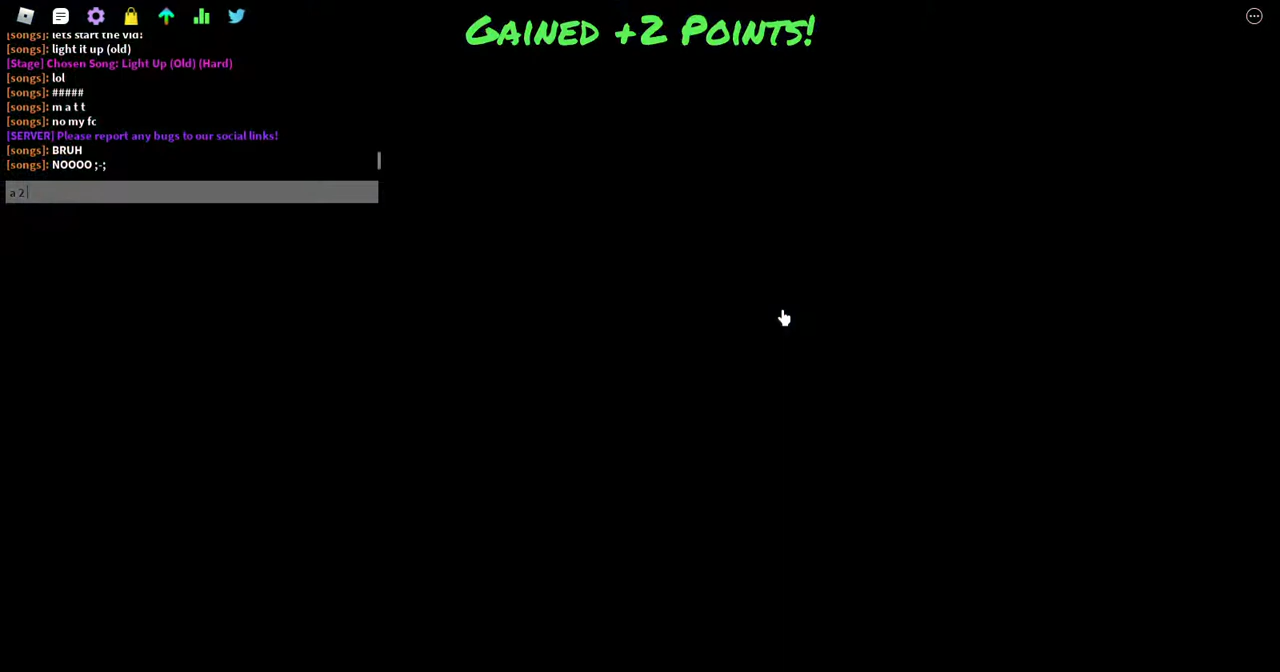 Gained +2 Points!
[songs]: lets start the vid!
[songs]: light it up (old)
[Stage] Chosen Song: Light Up (Old) (Hard)
[songs]: lol
[songs]: #####
[songs]: m a t t
[songs]: no my fc
[SERVER] Please report any bugs to our social links!
[songs]: BRUH
[songs]: NOOOO ;-;
a 2